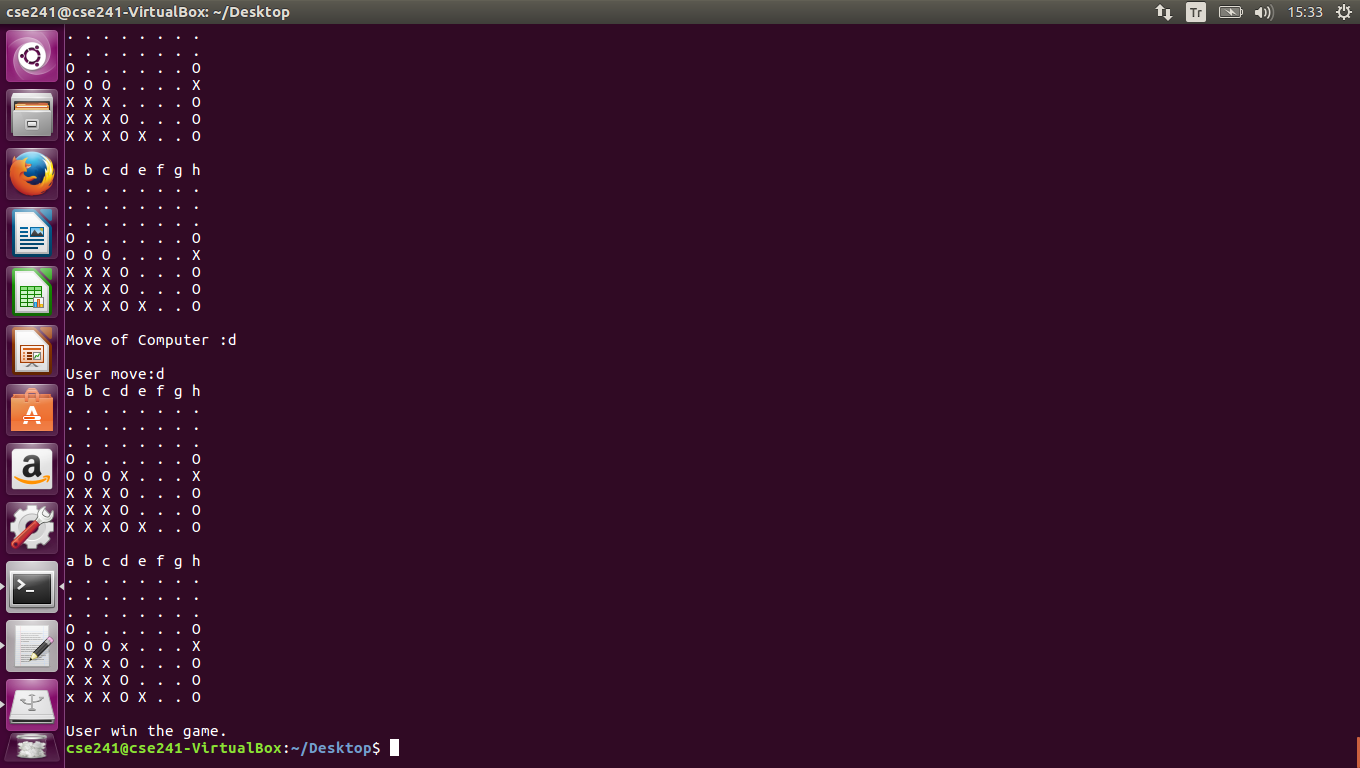 cse241@cse241-VirtualBox: ~/Desktop
Tr
15:33
. . . . . . . .
. . . . . . . .
O . . . . . . O
O O O . . . . X
X X X . . . . O
X X X O . . . O
X X X O X . . O
a b c d e f g h
. . . . . . . .
. . . . . . . .
. . . . . . . .
O . . . . . . O
O O O . . . . X
X X X O . . . O
X X X O . . . O
X X X O X . . O
Move of Computer :d
User move:d
a b c d e f g h
. . . . . . . .
. . . . . . . .
. . . . . . . .
O . . . . . . O
O O O X . . . X
X X X O . . . O
X X X O . . . O
X X X O X . . O
a b c d e f g h
. . . . . . . .
. . . . . . . .
. . . . . . . .
O . . . . . . O
O O O x . . . X
X X x O . . . O
X x X O . . . O
x X X O X . . O
User win the game.
cse241@cse241-VirtualBox:~/Desktop$